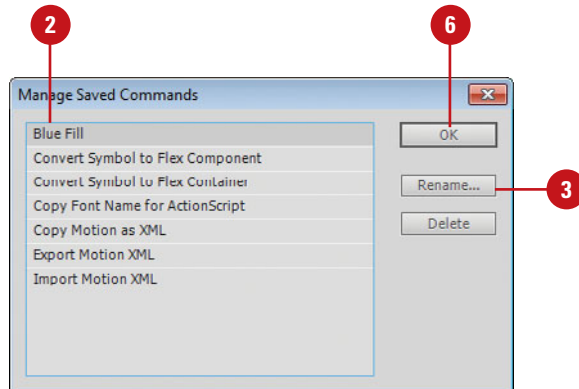 2
6
Manage Saved Commands
Blue Fill
OK
Convert Symbol to Flex Component
Convert Symbol to Flex Container
Rename...
3
Copy Font Name for ActionScript
Copy Motion as XML
Delete
Export Motion XML
Import Motion XML